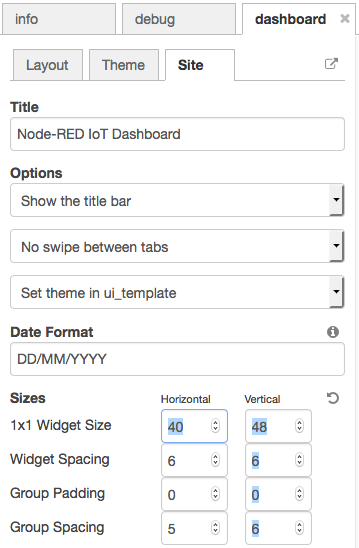 info debug dashboard
Layout Theme Site
Title
Node-RED IoT Dashboard
Options
Show the title bar
No swipe between tabs
Set theme in ui_template
Date Format
DD/MM/YYYY
Sizes Horizontal Vertical
1x1 Widget Size 40 48
Widget Spacing 6 6
Group Padding 0 0
Group Spacing 5 6